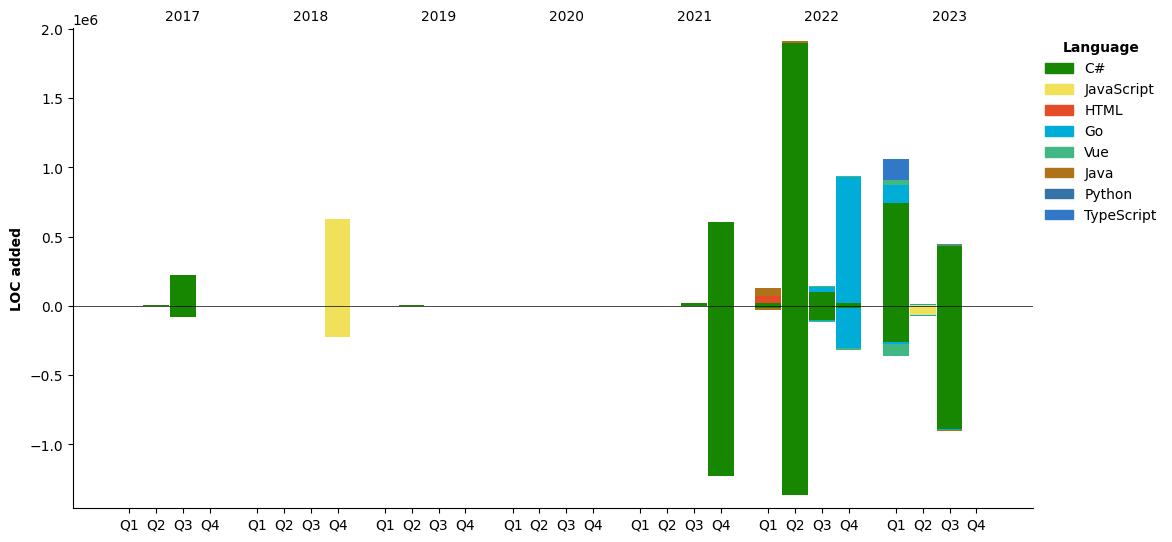 1e6
2017 2018 2019 2020 2021 2022 2023
2.0
1.5
1.0
0.5
0.0
−0.5
−1.0
LOC added
Q1 Q2 Q3 Q4 Q1 Q2 Q3 Q4 Q1 Q2 Q3 Q4 Q1 Q2 Q3 Q4 Q1 Q2 Q3 Q4 Q1 Q2 Q3 Q4 Q1 Q2 Q3 Q4
Language
C#
JavaScript
HTML
Go
Vue
Java
Python
TypeScript